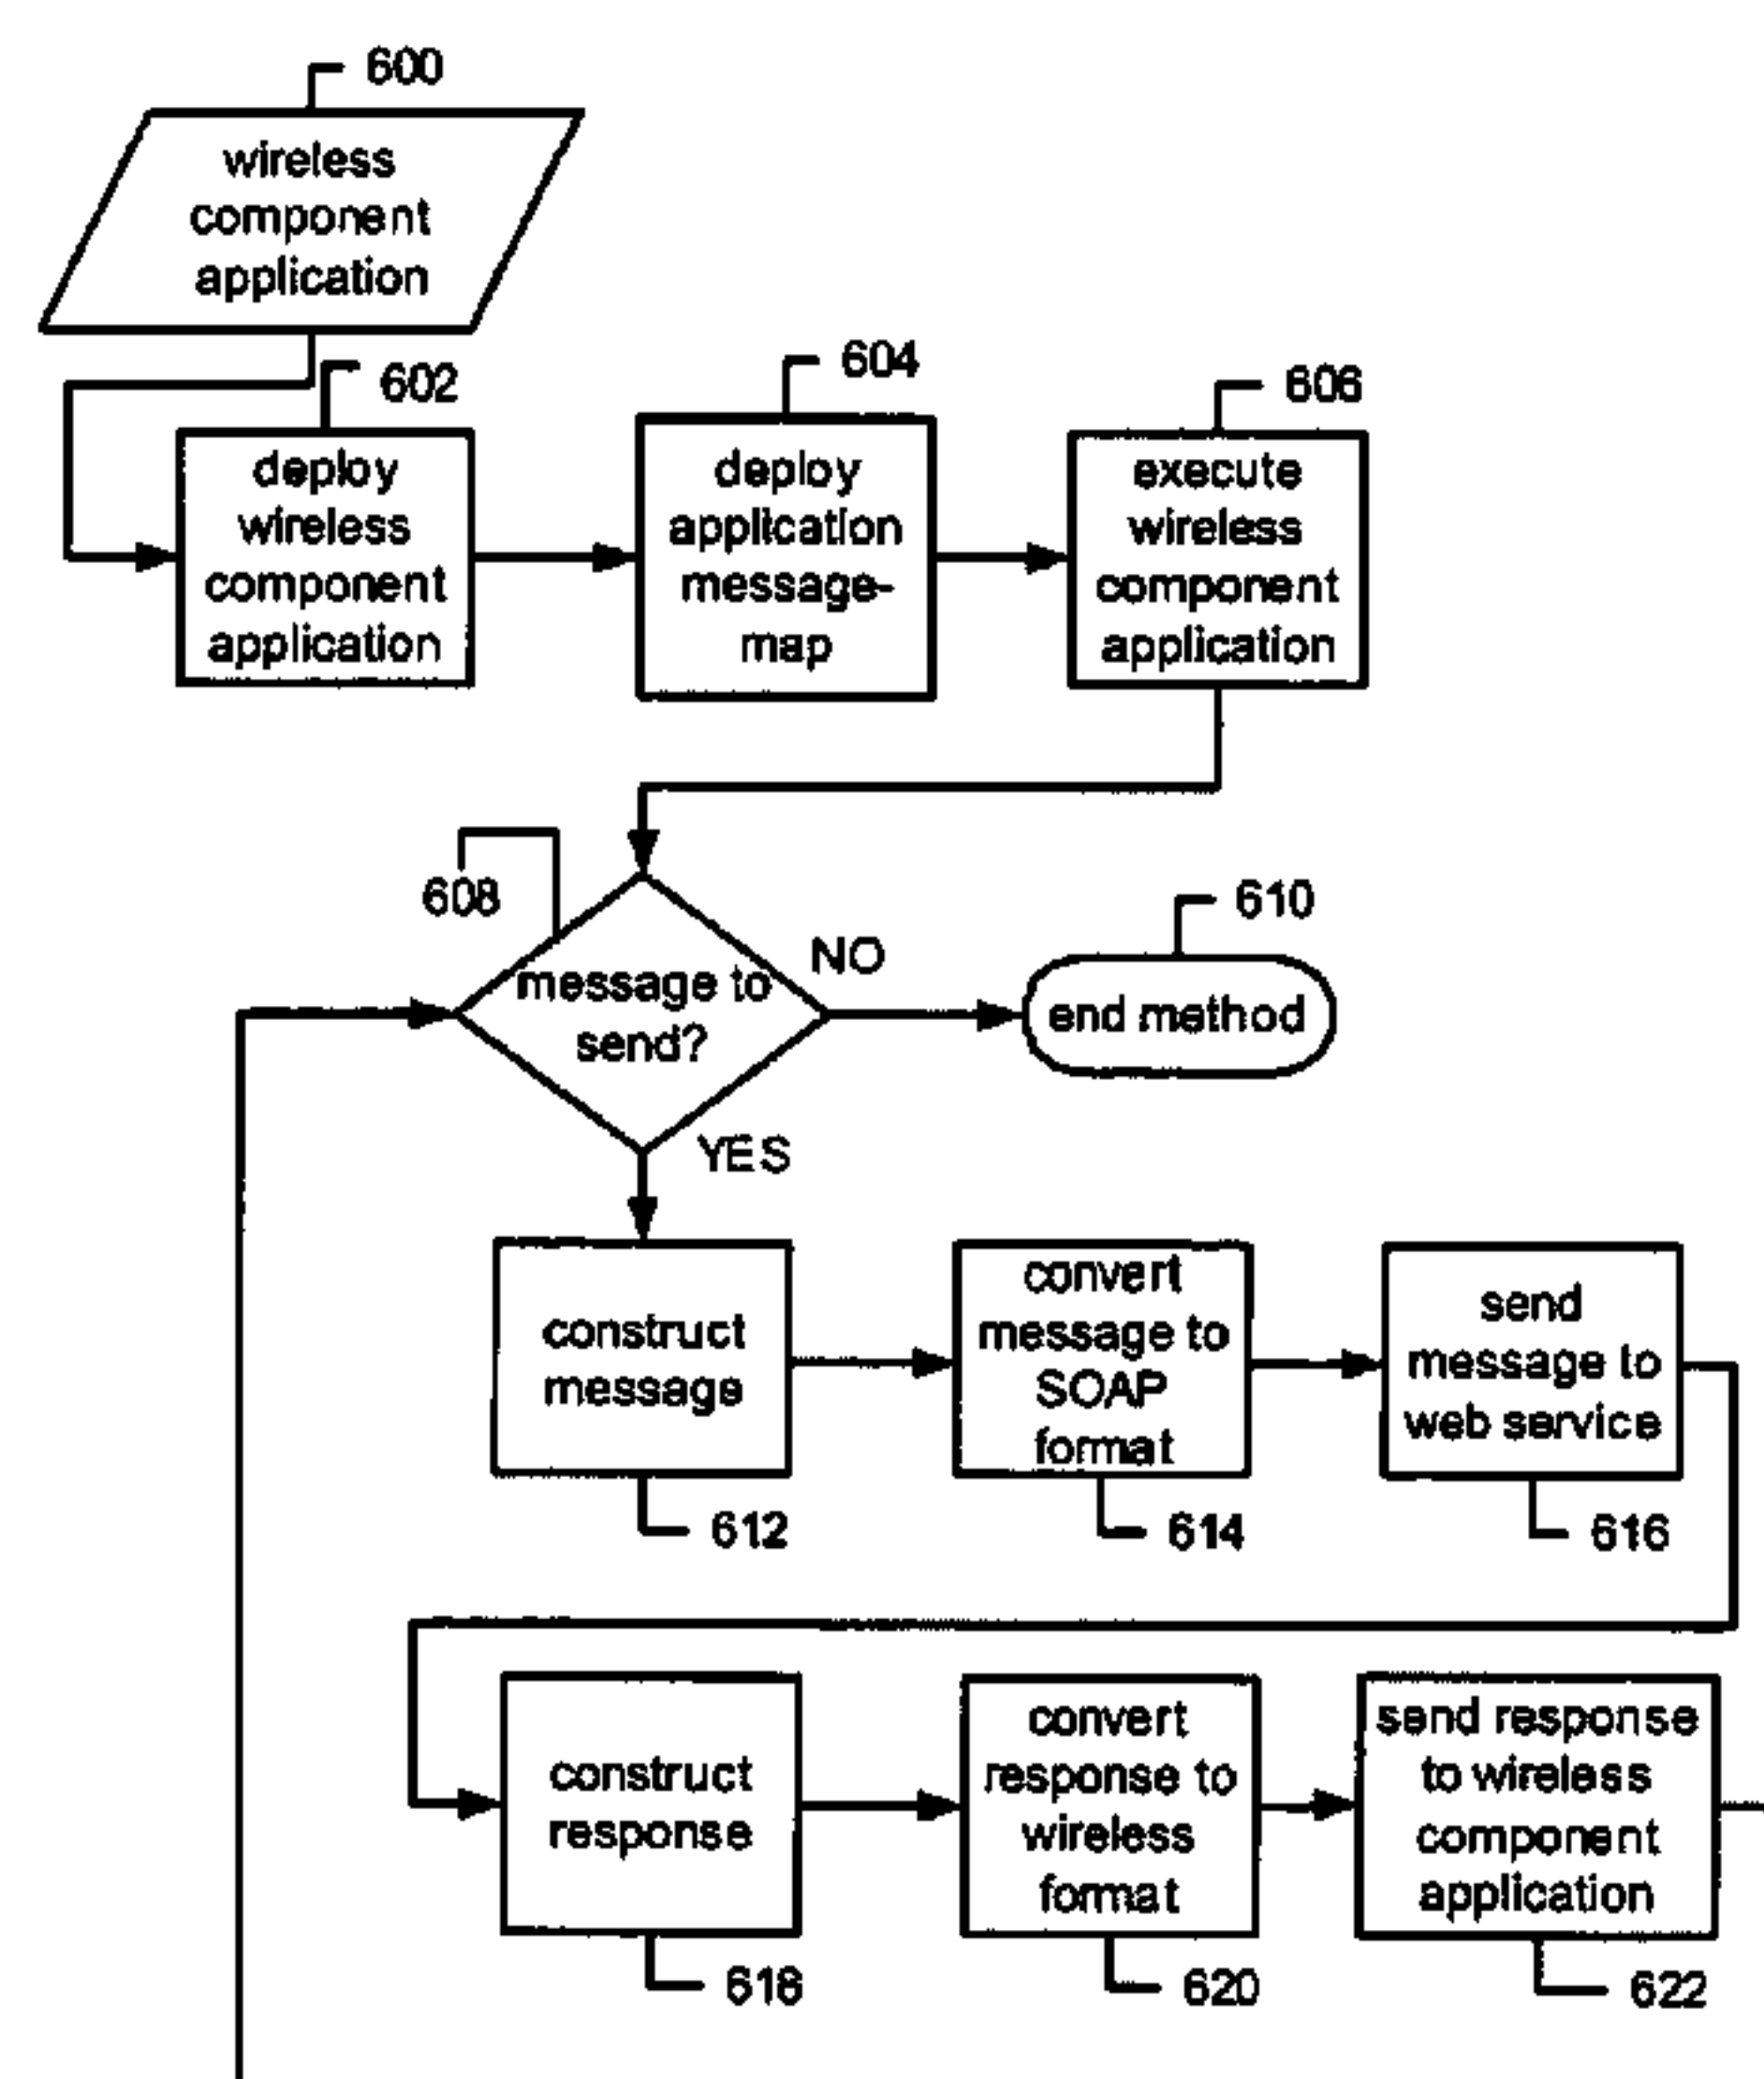 600
wireless
component
application
602
deploy
wireless
component
application
604
deploy
application
message-
map
606
execute
wireless
component
application
608
message to
send?
NO
610
end method
YES
construct
message
612
convert
message to
SOAP
format
614
send
message to
web service
616
construct
response
618
convert
response to
wireless
format
620
send response
to wireless
component
application
622